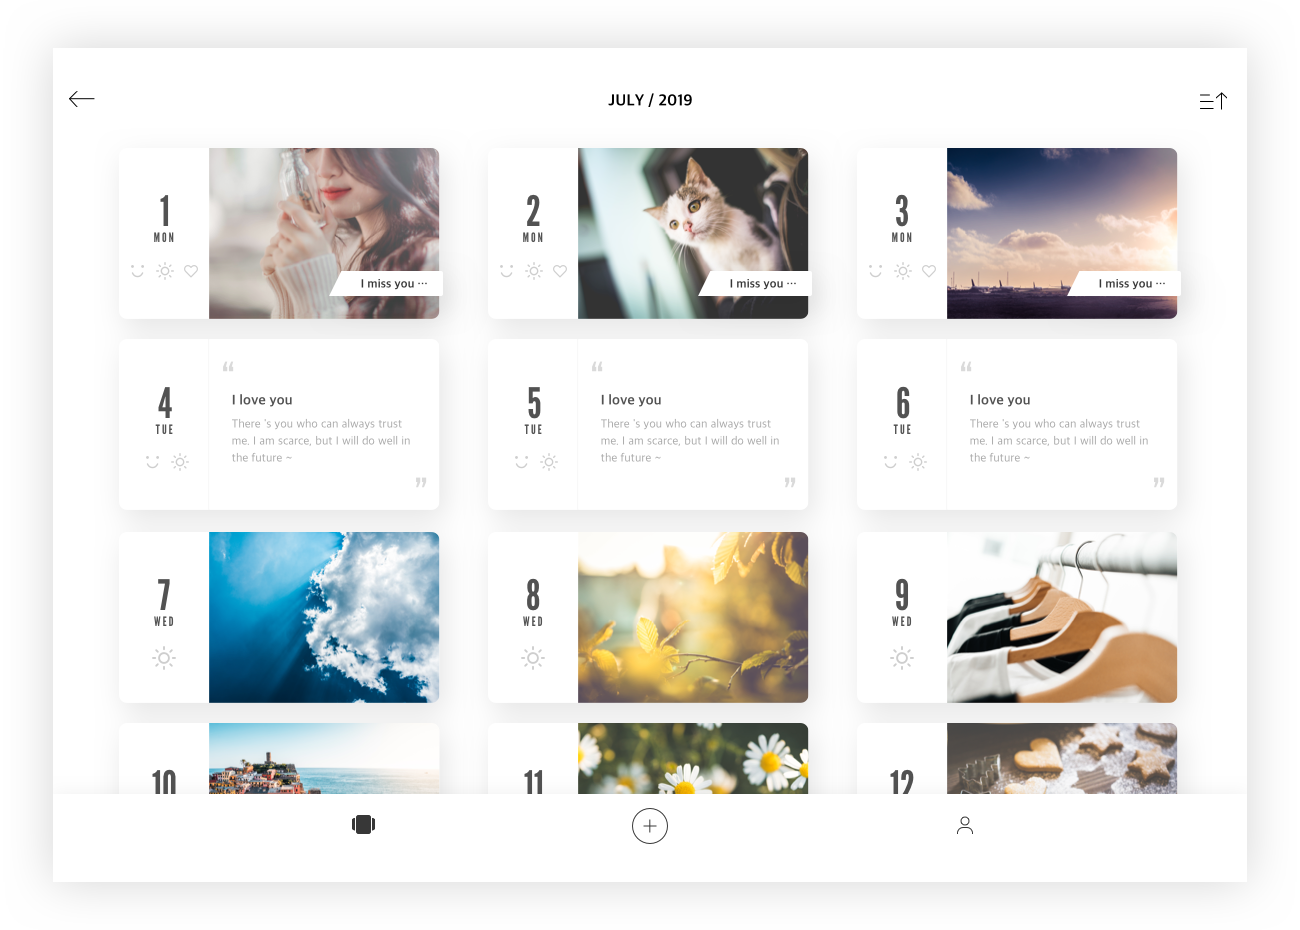 JULY / 2019
1
MON
I miss you ···
2
MON
I miss you ···
3
MON
I miss you ···
4
TUE
“
I love you
There 's you who can always trust
me. I am scarce, but I will do well in
the future ~
”
5
TUE
“
I love you
There 's you who can always trust
me. I am scarce, but I will do well in
the future ~
”
6
TUE
“
I love you
There 's you who can always trust
me. I am scarce, but I will do well in
the future ~
”
7
WED
8
WED
9
WED
10
11
12